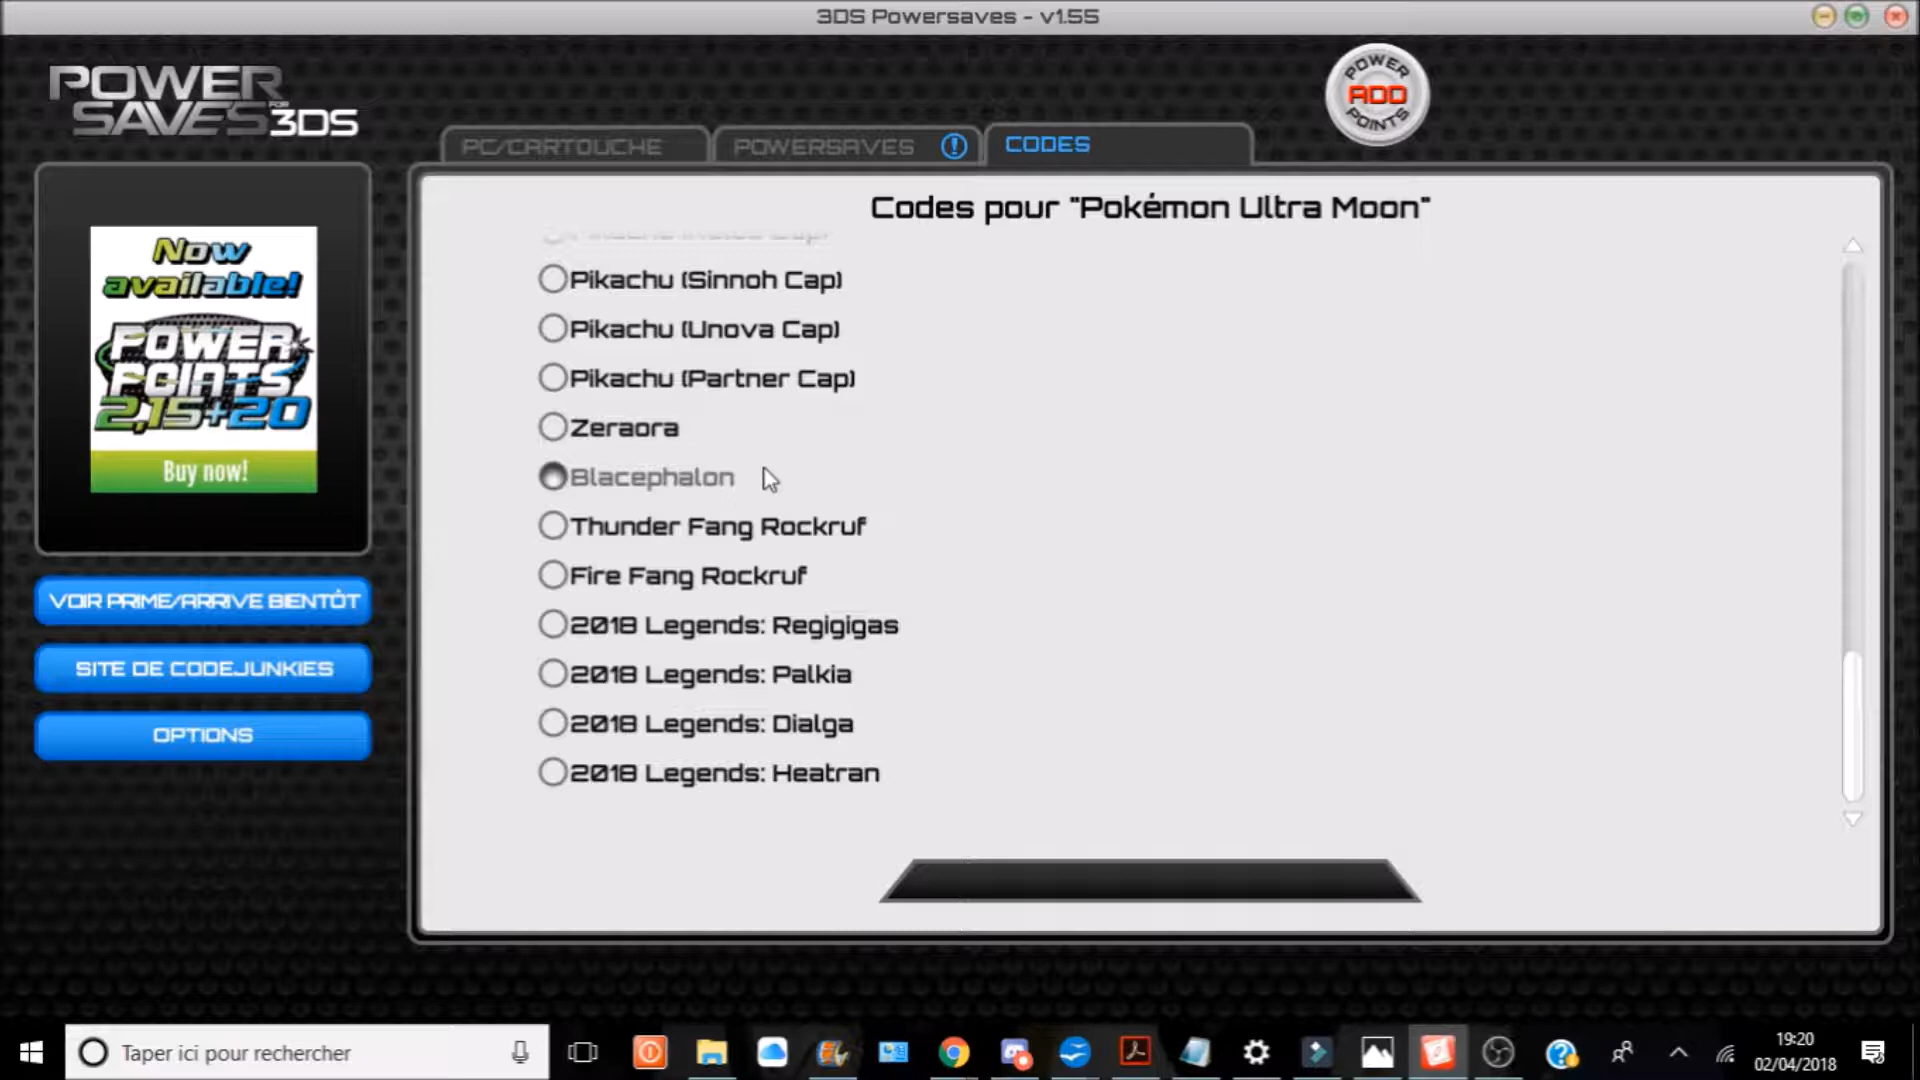 3DS Powersaves - v1.55
POWER SAVES FOR 3DS
POWER ADD POINTS
PC/CARTOUCHE
POWERSAVES
CODES
Codes pour "Pokémon Ultra Moon"
Pikachu (Sinnoh Cap)
Pikachu (Unova Cap)
Pikachu (Partner Cap)
Zeraora
Blacephalon
Thunder Fang Rockruf
Fire Fang Rockruf
2018 Legends: Regigigas
2018 Legends: Palkia
2018 Legends: Dialga
2018 Legends: Heatran
Now
available!
POWER
POINTS
2,15+20
Buy now!
VOIR PRIME/ARRIVE BIENTÔT
SITE DE CODEJUNKIES
OPTIONS
Taper ici pour rechercher
19:20
02/04/2018